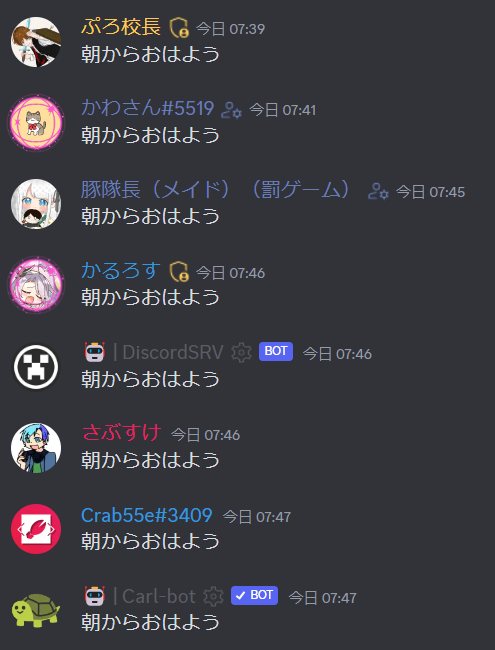 ぷろ校長 今日 07:39
朝からおはよう
かわさん#5519 今日 07:41
朝からおはよう
豚隊長（メイド）（罰ゲーム） 今日 07:45
朝からおはよう
かるろす 今日 07:46
朝からおはよう
| DiscordSRV BOT 今日 07:46
朝からおはよう
さぶすけ 今日 07:46
朝からおはよう
Crab55e#3409 今日 07:47
朝からおはよう
| Carl-bot ✓ BOT 今日 07:47
朝からおはよう